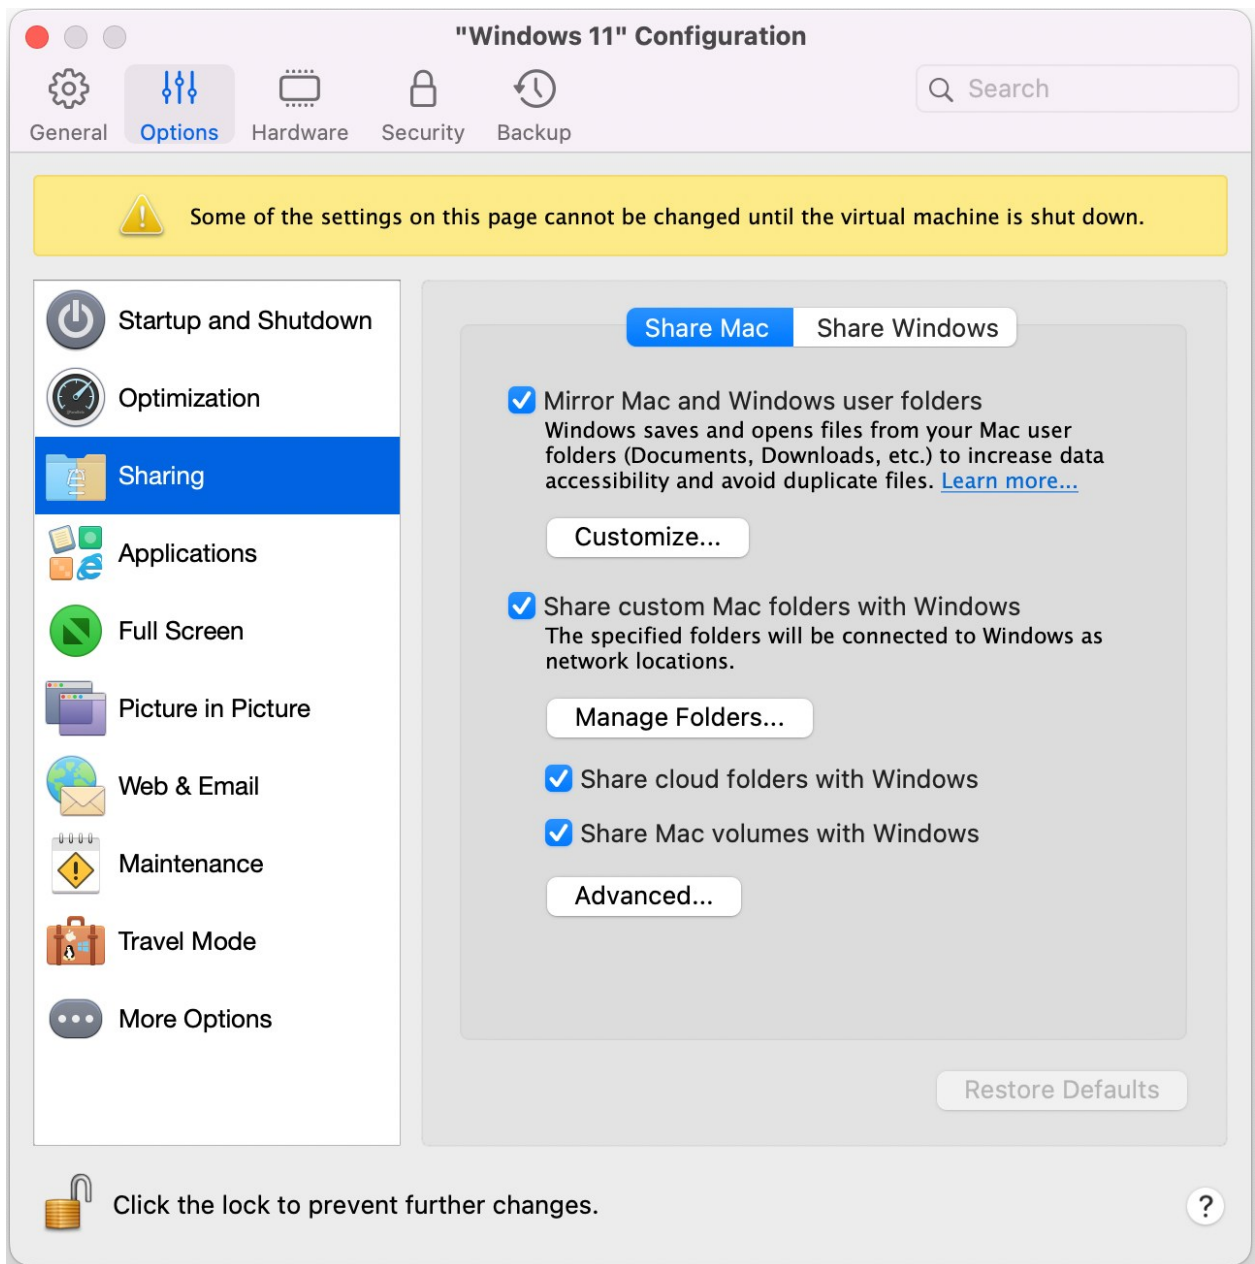 "Windows 11" Configuration
General
Options
Hardware
Security
Backup
Search
Some of the settings on this page cannot be changed until the virtual machine is shut down.
Startup and Shutdown
Optimization
Sharing
Applications
Full Screen
Picture in Picture
Web & Email
Maintenance
Travel Mode
More Options
Share Mac
Share Windows
Mirror Mac and Windows user folders
Windows saves and opens files from your Mac user
folders (Documents, Downloads, etc.) to increase data
accessibility and avoid duplicate files. Learn more...
Customize...
Share custom Mac folders with Windows
The specified folders will be connected to Windows as
network locations.
Manage Folders...
Share cloud folders with Windows
Share Mac volumes with Windows
Advanced...
Restore Defaults
Click the lock to prevent further changes.
?